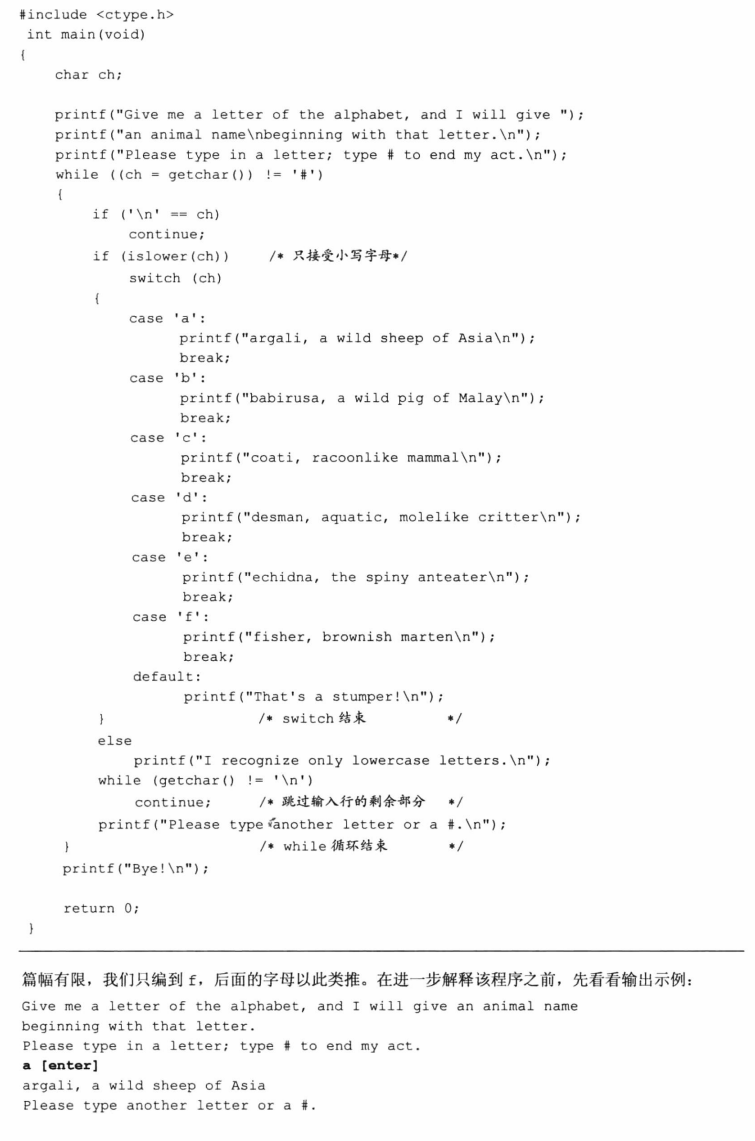 #include <ctype.h>
int main(void)
{
char ch;
printf("Give me a letter of the alphabet, and I will give ");
printf("an animal name\nbeginning with that letter.\n");
printf("Please type in a letter; type # to end my act.\n");
while ((ch = getchar()) != '#')
{
if ('\n' == ch)
continue;
if (islower(ch)) /* 只接受小写字母*/
switch (ch)
{
case 'a':
printf("argali, a wild sheep of Asia\n");
break;
case 'b':
printf("babirusa, a wild pig of Malay\n");
break;
case 'c':
printf("coati, racoonlike mammal\n");
break;
case 'd':
printf("desman, aquatic, molelike critter\n");
break;
case 'e':
printf("echidna, the spiny anteater\n");
break;
case 'f':
printf("fisher, brownish marten\n");
break;
default:
printf("That's a stumper!\n");
} /* switch 结束 */
else
printf("I recognize only lowercase letters.\n");
while (getchar() != '\n')
continue; /* 跳过输入行的剩余部分 */
printf("Please type another letter or a #.\n");
} /* while 循环结束 */
printf("Bye!\n");
return 0;
}
篇幅有限，我们只编到 f，后面的字母以此类推。在进一步解释该程序之前，先看看输出示例：
Give me a letter of the alphabet, and I will give an animal name
beginning with that letter.
Please type in a letter; type # to end my act.
a [enter]
argali, a wild sheep of Asia
Please type another letter or a #.